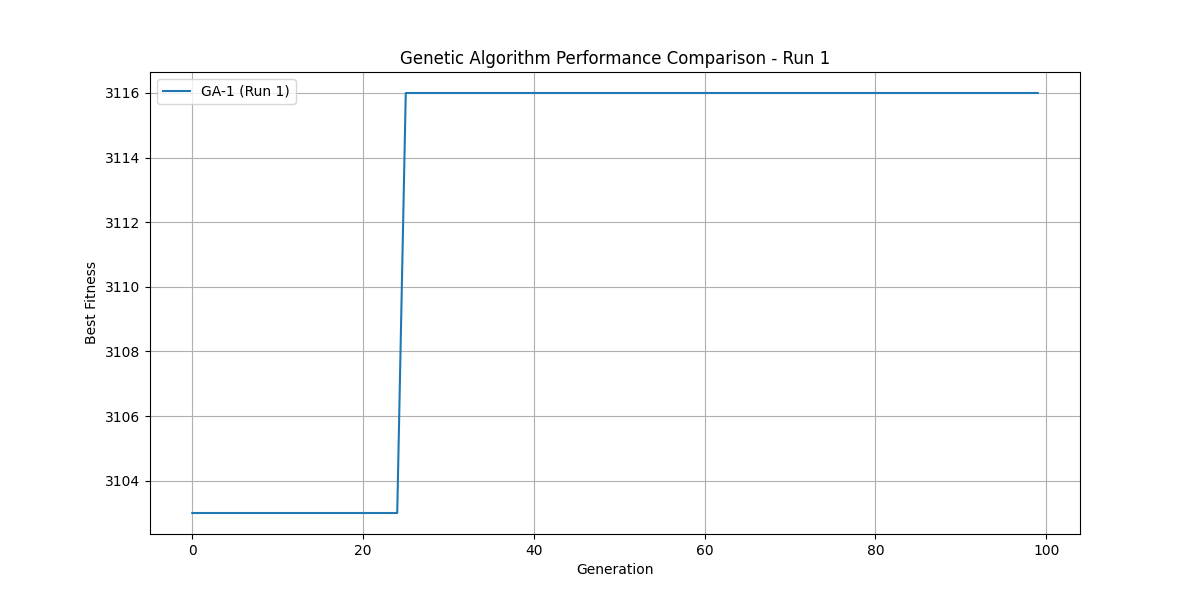 Genetic Algorithm Performance Comparison - Run 1
GA-1 (Run 1)
3116
3114
3112
3110
3108
3106
3104
Best Fitness
0 20 40 60 80 100
Generation